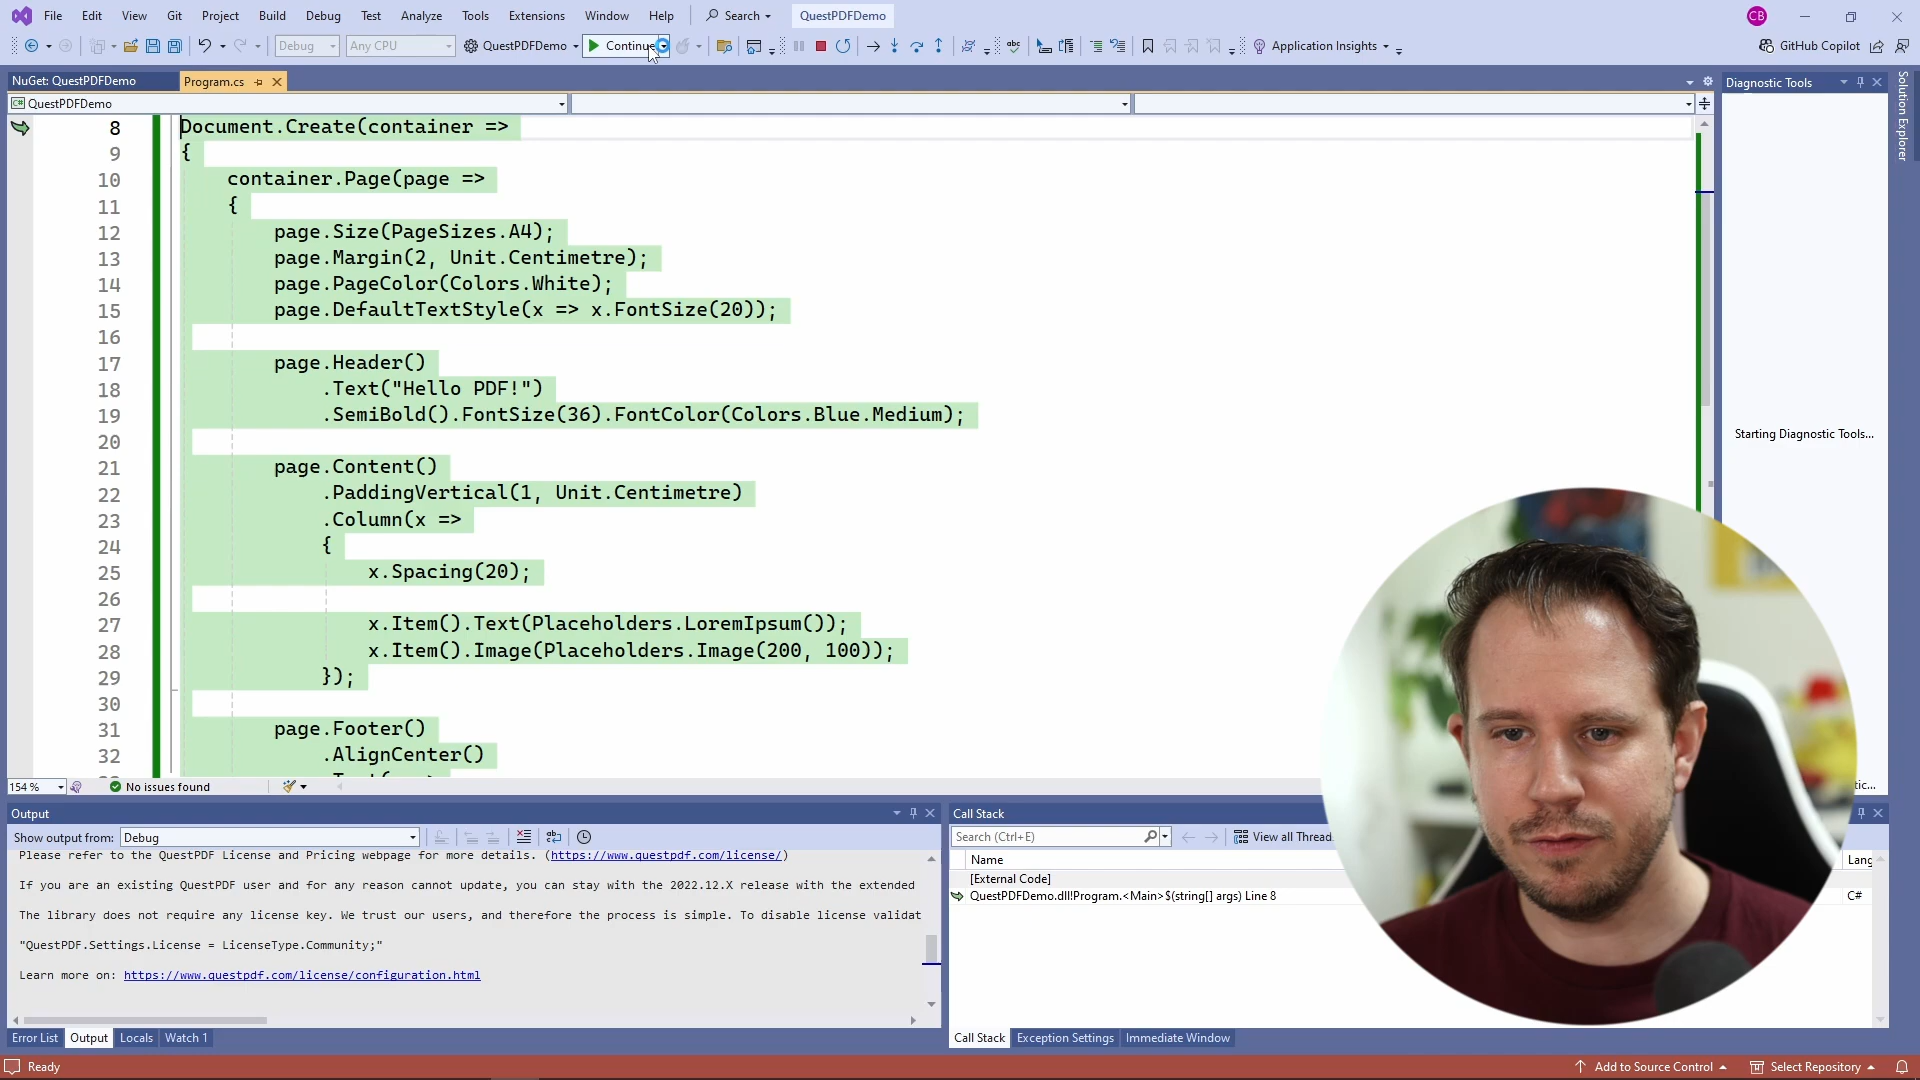 File Edit View Git Project Build Debug Test Analyze Tools Extensions Window Help Search QuestPDFDemo CB
Debug Any CPU QuestPDFDemo Continue Application Insights GitHub Copilot
NuGet: QuestPDFDemo Program.cs
Diagnostic Tools
Solution Explorer
C# QuestPDFDemo
8 Document.Create(container =>
9 {
10 container.Page(page =>
11 {
12 page.Size(PageSizes.A4);
13 page.Margin(2, Unit.Centimetre);
14 page.PageColor(Colors.White);
15 page.DefaultTextStyle(x => x.FontSize(20));
16
17 page.Header()
18 .Text("Hello PDF!")
19 .SemiBold().FontSize(36).FontColor(Colors.Blue.Medium);
20
21 page.Content()
22 .PaddingVertical(1, Unit.Centimetre)
23 .Column(x =>
24 {
25 x.Spacing(20);
26
27 x.Item().Text(Placeholders.LoremIpsum());
28 x.Item().Image(Placeholders.Image(200, 100));
29 });
30
31 page.Footer()
32 .AlignCenter()
Starting Diagnostic Tools...
154 % No issues found
tic...
Output
Show output from: Debug
Please refer to the QuestPDF License and Pricing webpage for more details. (https://www.questpdf.com/license/)
If you are an existing QuestPDF user and for any reason cannot update, you can stay with the 2022.12.X release with the extended
The library does not require any license key. We trust our users, and therefore the process is simple. To disable license validat
"QuestPDF.Settings.License = LicenseType.Community;"
Learn more on: https://www.questpdf.com/license/configuration.html
Error List Output Locals Watch 1
Call Stack
Search (Ctrl+E) View all Thread
Name Lang
[External Code]
QuestPDFDemo.dll!Program.<Main>$(string[] args) Line 8 C#
Call Stack Exception Settings Immediate Window
Ready Add to Source Control Select Repository